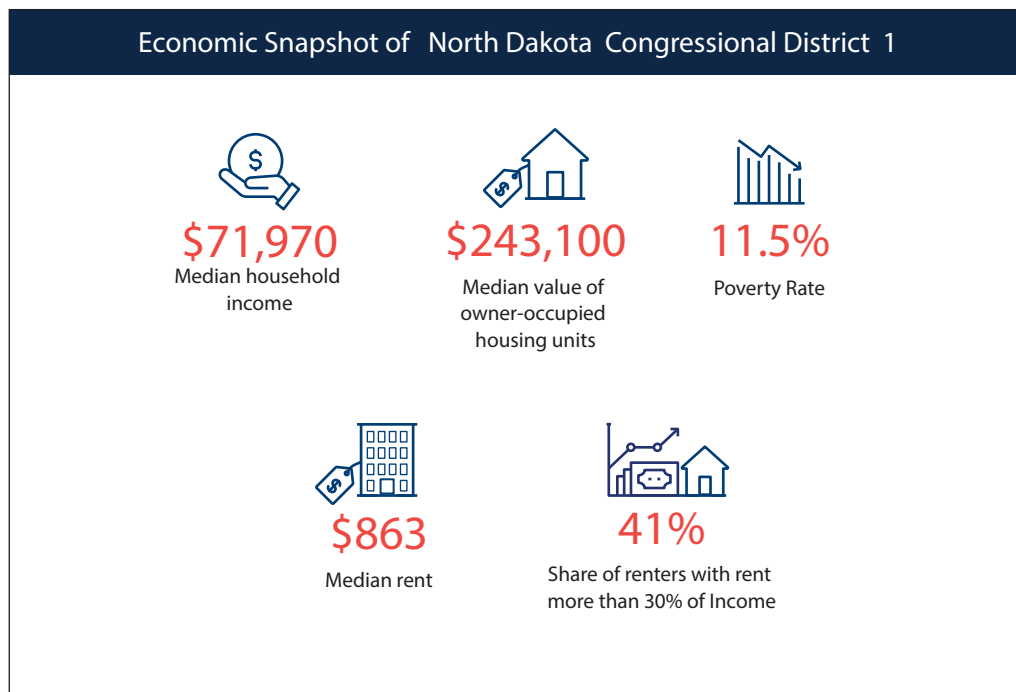 Economic Snapshot of North Dakota Congressional District 1
$
$71,970
Median household
income
$
$243,100
Median value of
owner-occupied
housing units
11.5%
Poverty Rate
$
$863
Median rent
41%
Share of renters with rent
more than 30% of Income